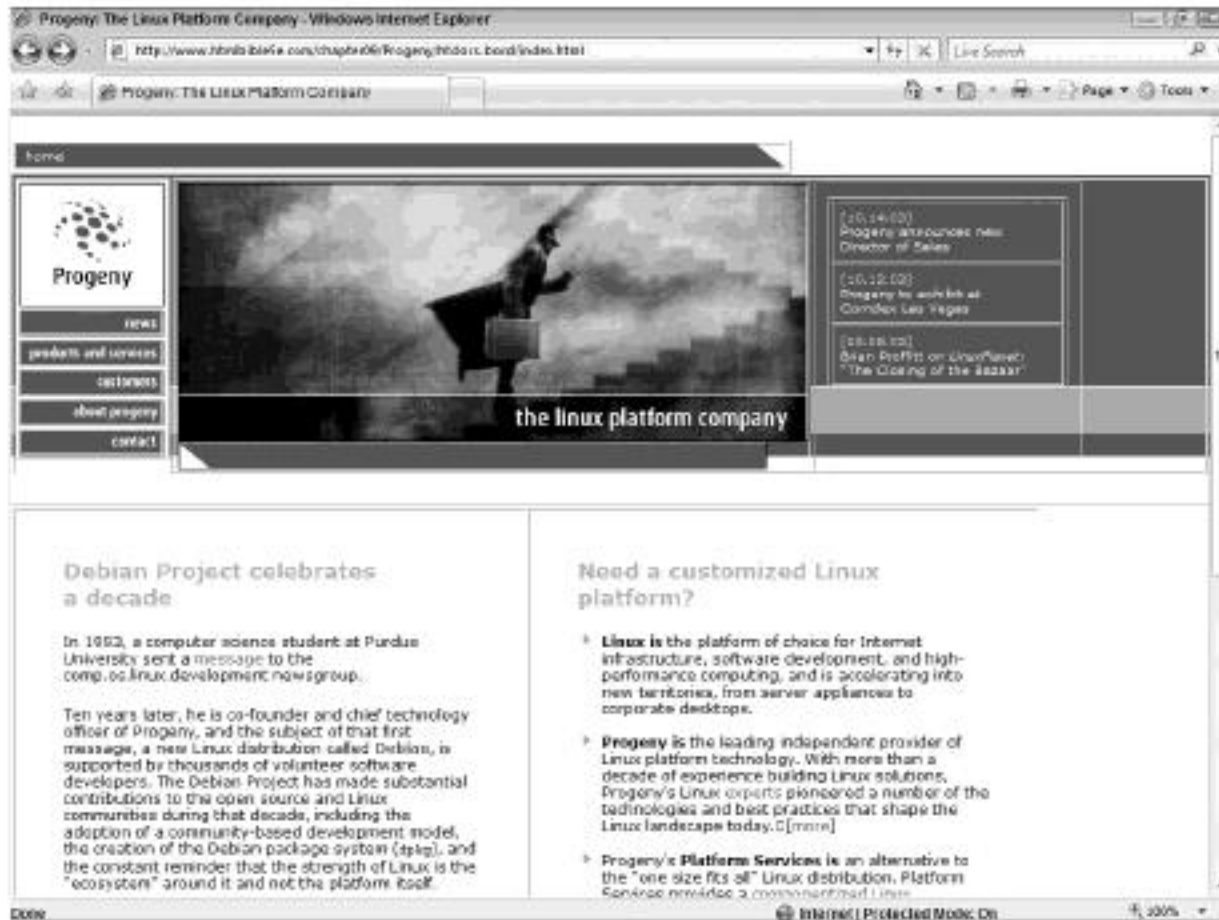 Progeny: The Linux Platform Company - Windows Internet Explorer
Live Search
Progeny: The Linux Platform Company
Page
Tools
home
Progeny
news
products and services
customers
about progeny
contact
the linux platform company
Progeny announces new
Director of Sales
Progeny to exhibit at
Comdex Las Vegas
Brian Proffitt on LinuxPlanet:
"The Closing of the Bazaar"
Debian Project celebrates
a decade
In 1993, a computer science student at Purdue
University sent a message to the
comp.os.linux.development newsgroup.
Ten years later, he is co-founder and chief technology
officer of Progeny, and the subject of that first
message, a new Linux distribution called Debian, is
supported by thousands of volunteer software
developers. The Debian Project has made substantial
contributions to the open source and Linux
communities during that decade, including the
adoption of a community-based development model,
the creation of the Debian package system (dpkg), and
the constant reminder that the strength of Linux is the
"ecosystem" around it and not the platform itself.
Need a customized Linux
platform?
Linux is the platform of choice for Internet
infrastructure, software development, and high-
performance computing, and is accelerating into
new territories, from server appliances to
corporate desktops.
Progeny is the leading independent provider of
Linux platform technology. With more than a
decade of experience building Linux solutions,
Progeny's Linux experts pioneered a number of the
technologies and best practices that shape the
Linux landscape today. [more]
Progeny's Platform Services is an alternative to
the "one size fits all" Linux distribution. Platform
Services provides a componentized Linux
Done
Internet | Protected Mode: On
100%